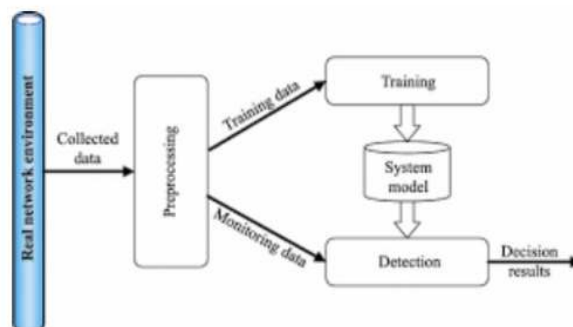 Real network environment
Collected
data
Preprocessing
Training data
Monitoring data
Training
System
model
Detection
Decision
results